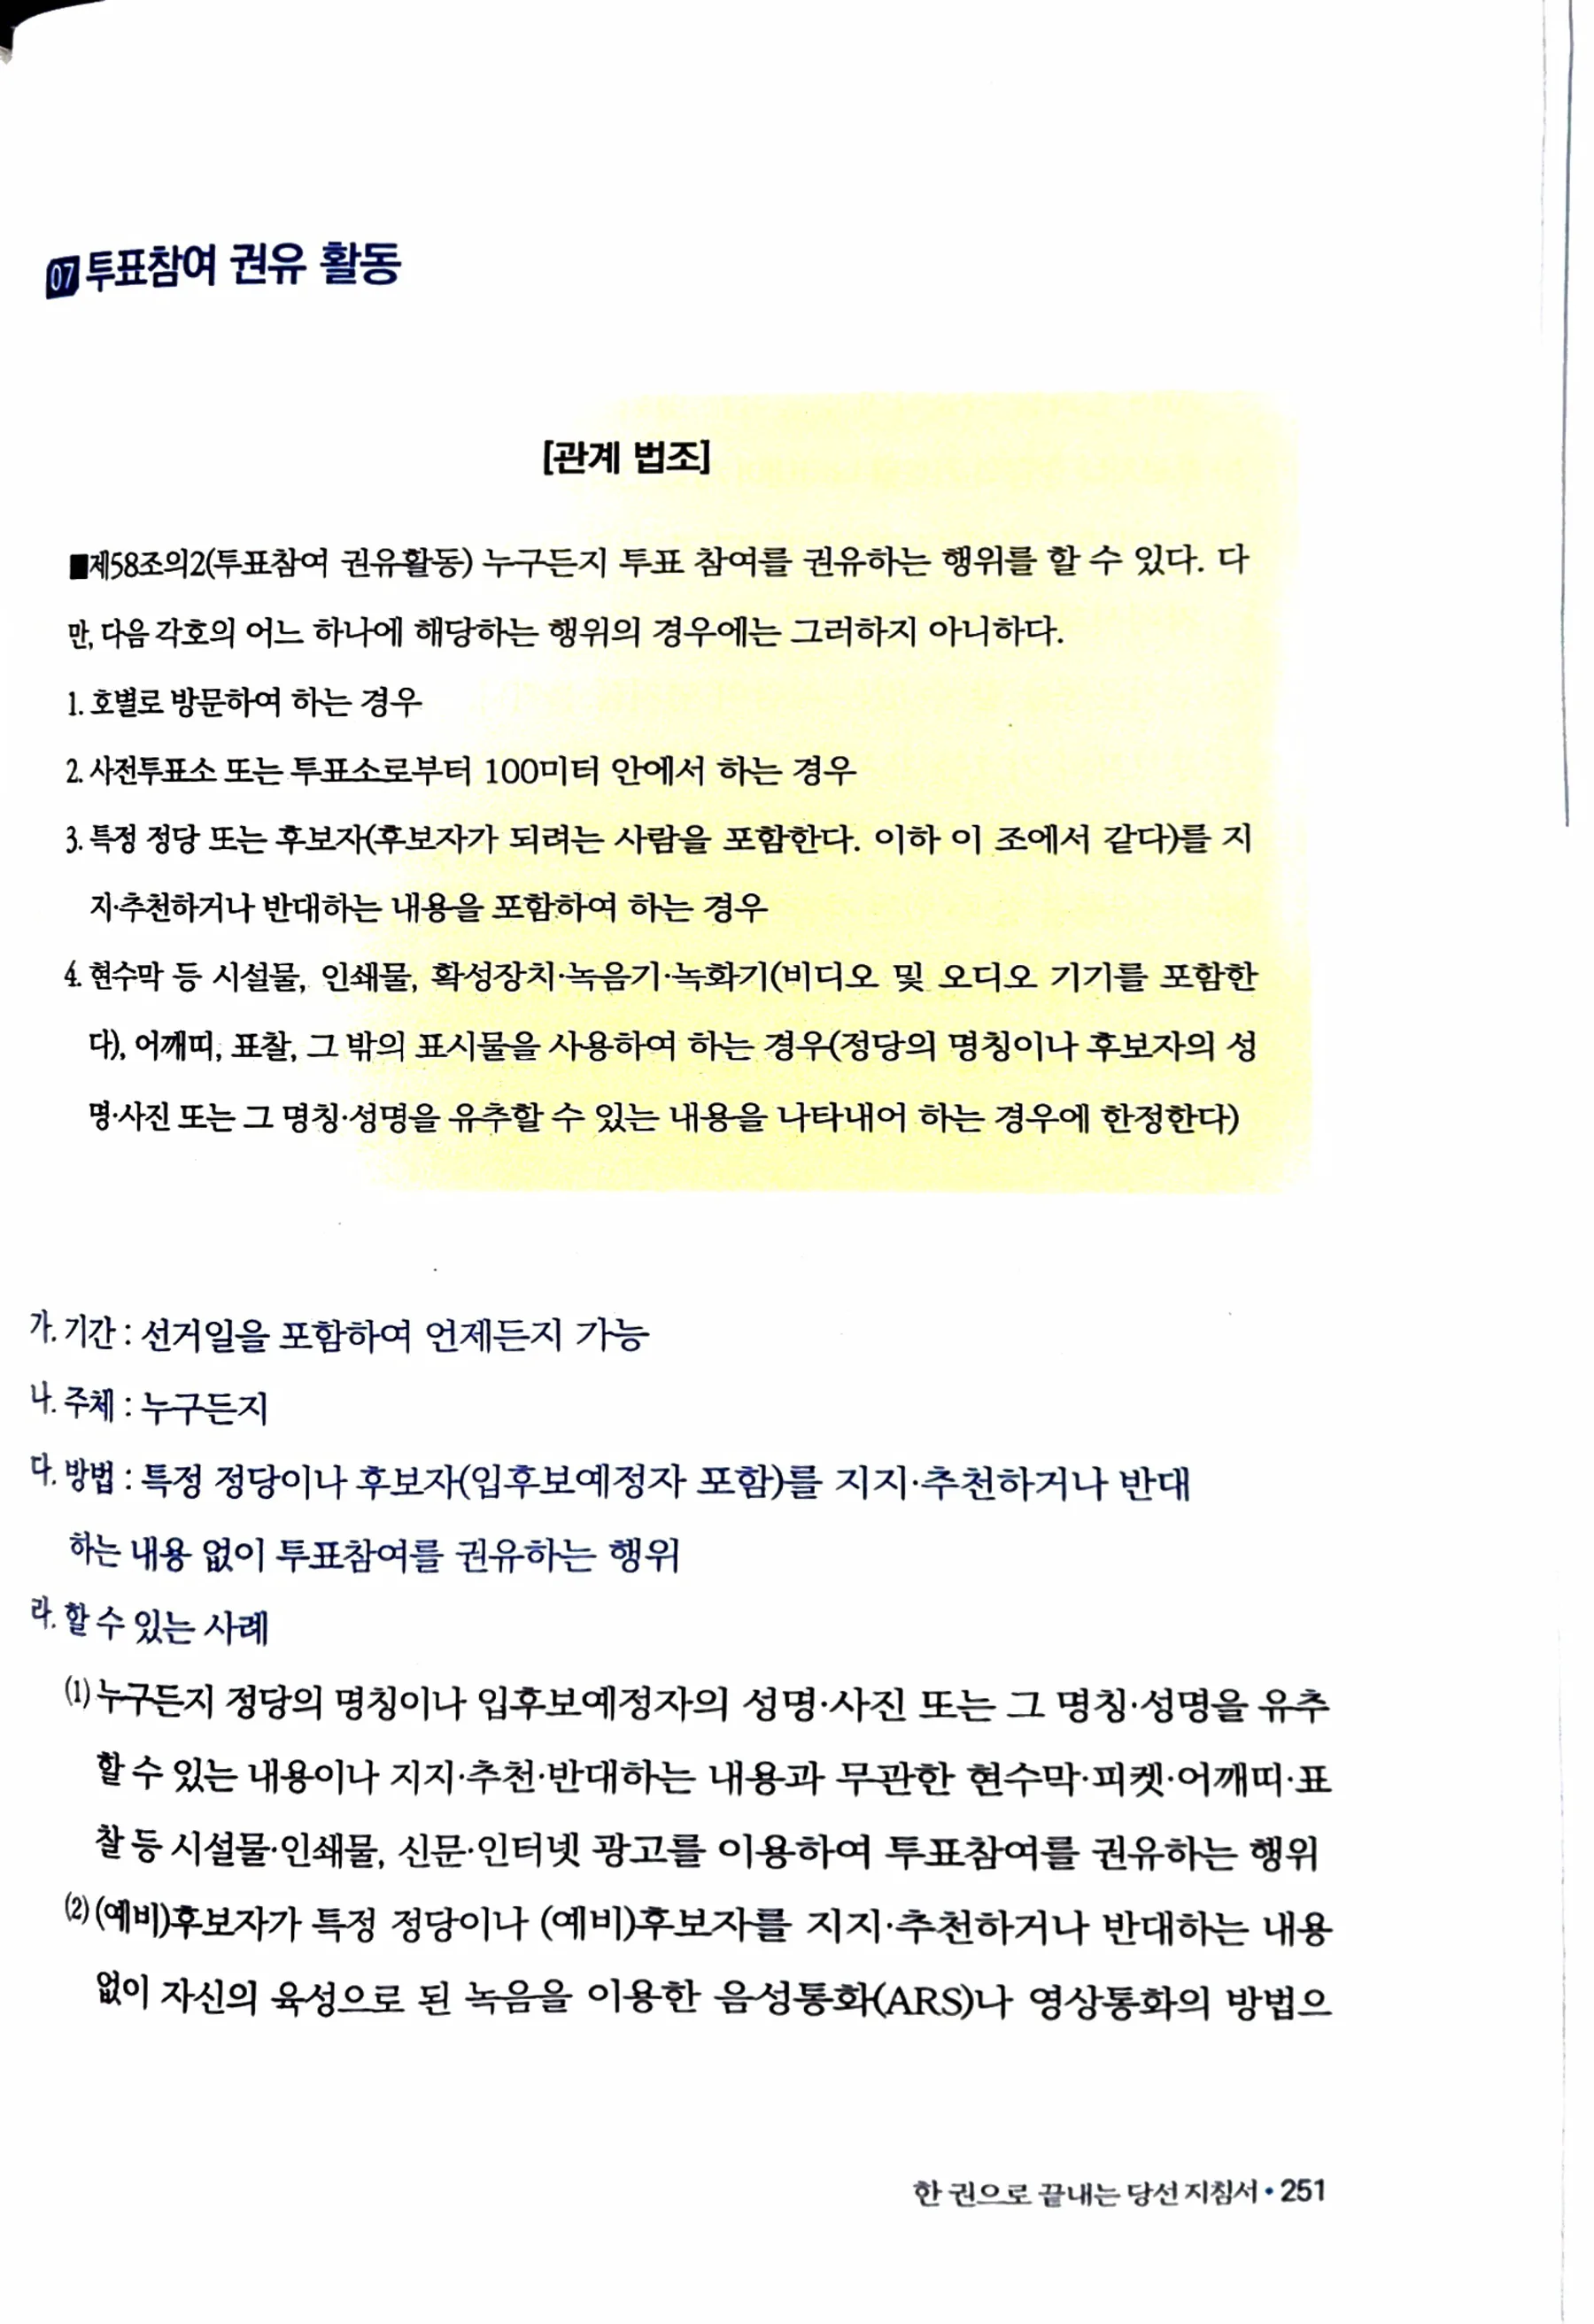 07 투표참여 권유 활동
[관계 법조]
■제58조의2(투표참여 권유활동) 누구든지 투표 참여를 권유하는 행위를 할 수 있다. 다
만, 다음 각호의 어느 하나에 해당하는 행위의 경우에는 그러하지 아니하다.
1. 호별로 방문하여 하는 경우
2. 사전투표소 또는 투표소로부터 100미터 안에서 하는 경우
3. 특정 정당 또는 후보자(후보자가 되려는 사람을 포함한다. 이하 이 조에서 같다)를 지
지·추천하거나 반대하는 내용을 포함하여 하는 경우
4. 현수막 등 시설물, 인쇄물, 확성장치·녹음기·녹화기(비디오 및 오디오 기기를 포함한
다), 어깨띠, 표찰, 그 밖의 표시물을 사용하여 하는 경우(정당의 명칭이나 후보자의 성
명·사진 또는 그 명칭·성명을 유추할 수 있는 내용을 나타내어 하는 경우에 한정한다)
가. 기간 : 선거일을 포함하여 언제든지 가능
나. 주체 : 누구든지
다. 방법 : 특정 정당이나 후보자(입후보예정자 포함)를 지지·추천하거나 반대
하는 내용 없이 투표참여를 권유하는 행위
라. 할 수 있는 사례
(1) 누구든지 정당의 명칭이나 입후보예정자의 성명·사진 또는 그 명칭·성명을 유추
할 수 있는 내용이나 지지·추천·반대하는 내용과 무관한 현수막·피켓·어깨띠·표
찰 등 시설물·인쇄물, 신문·인터넷 광고를 이용하여 투표참여를 권유하는 행위
(2) (예비)후보자가 특정 정당이나 (예비)후보자를 지지·추천하거나 반대하는 내용
없이 자신의 육성으로 된 녹음을 이용한 음성통화(ARS)나 영상통화의 방법으
한 권으로 끝내는 당선 지침서 • 251